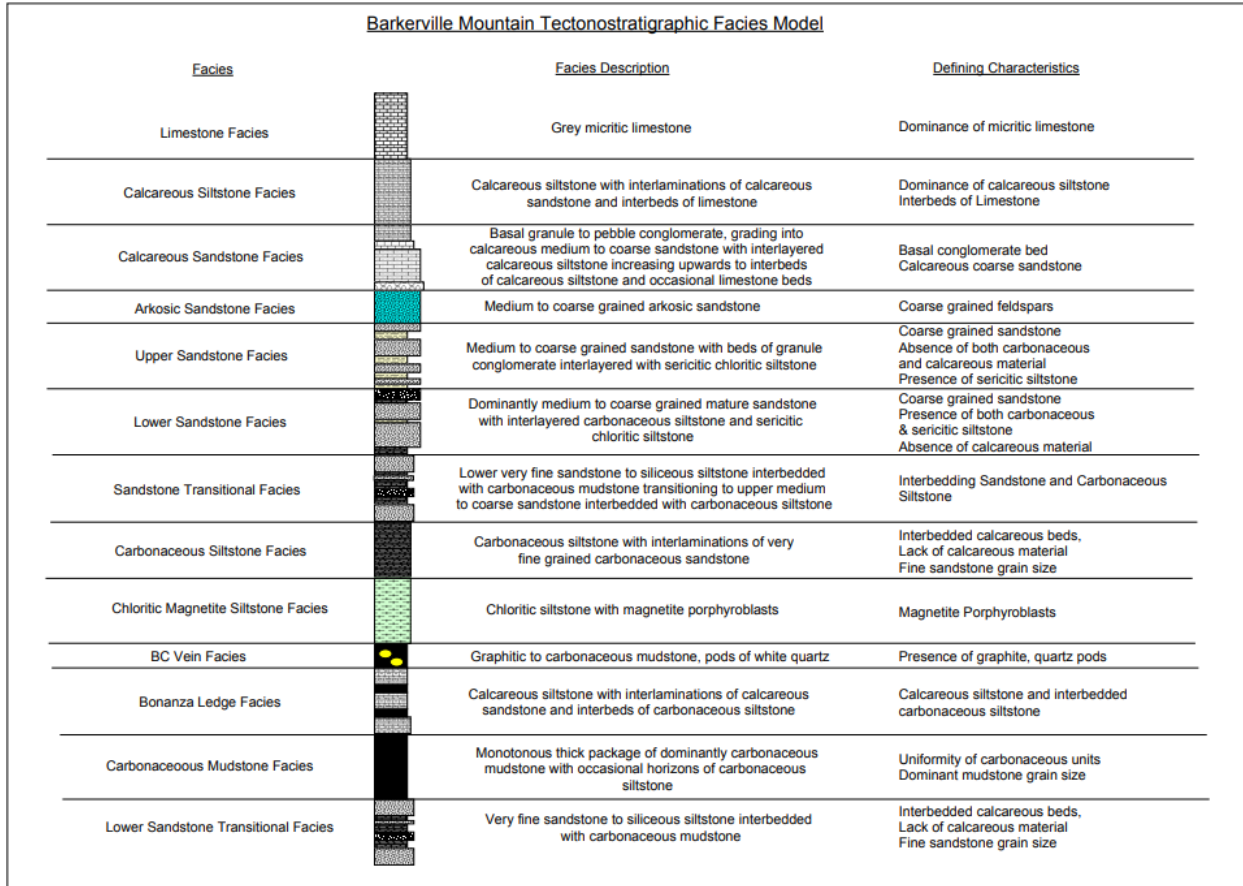 Barkerville Mountain Tectonostratigraphic Facies Model
Facies
Facies Description
Defining Characteristics
Limestone Facies
Grey micritic limestone
Dominance of micritic limestone
Calcareous Siltstone Facies
Calcareous siltstone with interlaminations of calcareous
sandstone and interbeds of limestone
Dominance of calcareous siltstone
Interbeds of Limestone
Calcareous Sandstone Facies
Basal granule to pebble conglomerate, grading into
calcareous medium to coarse sandstone with interlayered
calcareous siltstone increasing upwards to interbeds
of calcareous siltstone and occasional limestone beds
Basal conglomerate bed
Calcareous coarse sandstone
Arkosic Sandstone Facies
Medium to coarse grained arkosic sandstone
Coarse grained feldspars
Upper Sandstone Facies
Medium to coarse grained sandstone with beds of granule
conglomerate interlayered with sericitic chloritic siltstone
Coarse grained sandstone
Absence of both carbonaceous
and calcareous material
Presence of sericitic siltstone
Lower Sandstone Facies
Dominantly medium to coarse grained mature sandstone
with interlayered carbonaceous siltstone and sericitic
chloritic siltstone
Coarse grained sandstone
Presence of both carbonaceous
& sericitic siltstone
Absence of calcareous material
Sandstone Transitional Facies
Lower very fine sandstone to siliceous siltstone interbedded
with carbonaceous mudstone transitioning to upper medium
to coarse sandstone interbedded with carbonaceous siltstone
Interbedding Sandstone and Carbonaceous
Siltstone
Carbonaceous Siltstone Facies
Carbonaceous siltstone with interlaminations of very
fine grained carbonaceous sandstone
Interbedded calcareous beds,
Lack of calcareous material
Fine sandstone grain size
Chloritic Magnetite Siltstone Facies
Chloritic siltstone with magnetite porphyroblasts
Magnetite Porphyroblasts
BC Vein Facies
Graphitic to carbonaceous mudstone, pods of white quartz
Presence of graphite, quartz pods
Bonanza Ledge Facies
Calcareous siltstone with interlaminations of calcareous
sandstone and interbeds of carbonaceous siltstone
Calcareous siltstone and interbedded
carbonaceous siltstone
Carbonaceoous Mudstone Facies
Monotonous thick package of dominantly carbonaceous
mudstone with occasional horizons of carbonaceous
siltstone
Uniformity of carbonaceous units
Dominant mudstone grain size
Lower Sandstone Transitional Facies
Very fine sandstone to siliceous siltstone interbedded
with carbonaceous mudstone
Interbedded calcareous beds,
Lack of calcareous material
Fine sandstone grain size